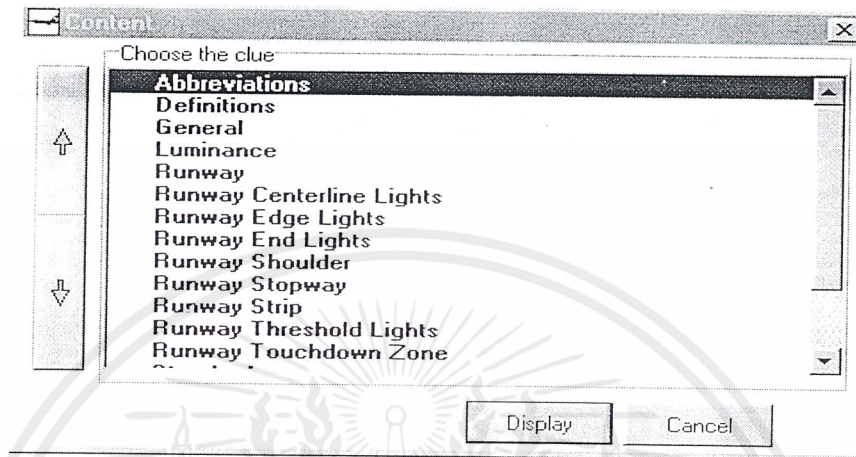 Content
Choose the clue
Abbreviations
Definitions
General
Luminance
Runway
Runway Centerline Lights
Runway Edge Lights
Runway End Lights
Runway Shoulder
Runway Stopway
Runway Strip
Runway Threshold Lights
Runway Touchdown Zone
Display
Cancel